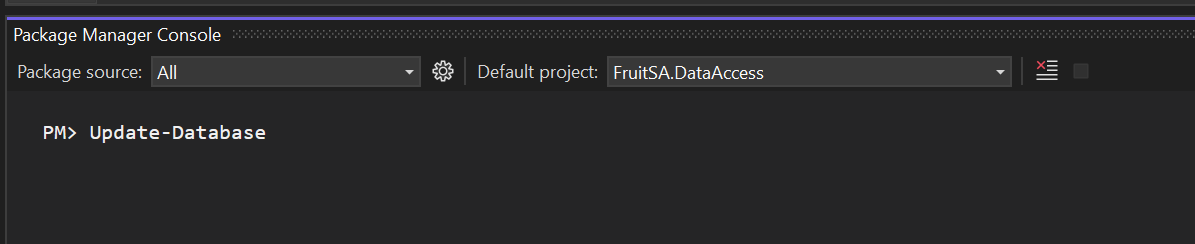 Package Manager Console
Package source: All Default project: FruitSA.DataAccess
PM> Update-Database